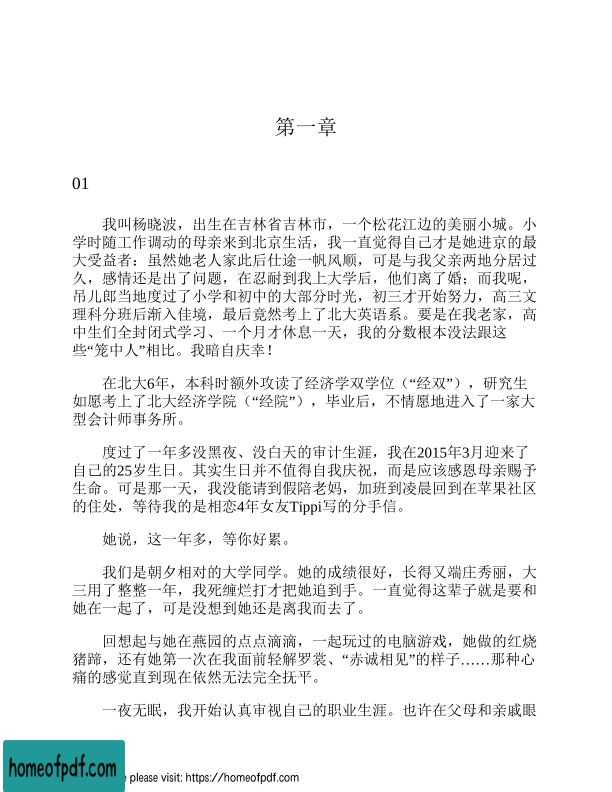 第一章
01
我叫杨晓波，出生在吉林省吉林市，一个松花江边的美丽小城。小
学时随工作调动的母亲来到北京生活，我一直觉得自己才是她进京的最
大受益者：虽然她老人家此后仕途一帆风顺，可是与我父亲两地分居过
久，感情还是出了问题，在忍耐到我上大学后，他们离了婚；而我呢，
吊儿郎当地度过了小学和初中的大部分时光，初三才开始努力，高三文
理科分班后渐入佳境，最后竟然考上了北大英语系。要是在我老家，高
中生们全封闭式学习、一个月才休息一天，我的分数根本没法跟这
些“笼中人”相比。我暗自庆幸！
在北大6年，本科时额外攻读了经济学双学位（“经双”），研究生
如愿考上了北大经济学院（“经院”），毕业后，不情愿地进入了一家大
型会计师事务所。
度过了一年多没黑夜、没白天的审计生涯，我在2015年3月迎来了
自己的25岁生日。其实生日并不值得自我庆祝，而是应该感恩母亲赐予
生命。可是那一天，我没能请到假陪老妈，加班到凌晨回到在苹果社区
的住处，等待我的是相恋4年女友Tippi写的分手信。
她说，这一年多，等你好累。
我们是朝夕相对的大学同学。她的成绩很好，长得又端庄秀丽，大
三用了整整一年，我死缠烂打才把她追到手。一直觉得这辈子就是要和
她在一起了，可是没想到她还是离我而去了。
回想起与她在燕园的点点滴滴，一起玩过的电脑游戏，她做的红烧
猪蹄，还有她第一次在我面前轻解罗裳、“赤诚相见”的样子……那种心
痛的感觉直到现在依然无法完全抚平。
一夜无眠，我开始认真审视自己的职业生涯。也许在父母和亲戚眼
homeofpdf.com
please visit: https://homeofpdf.com